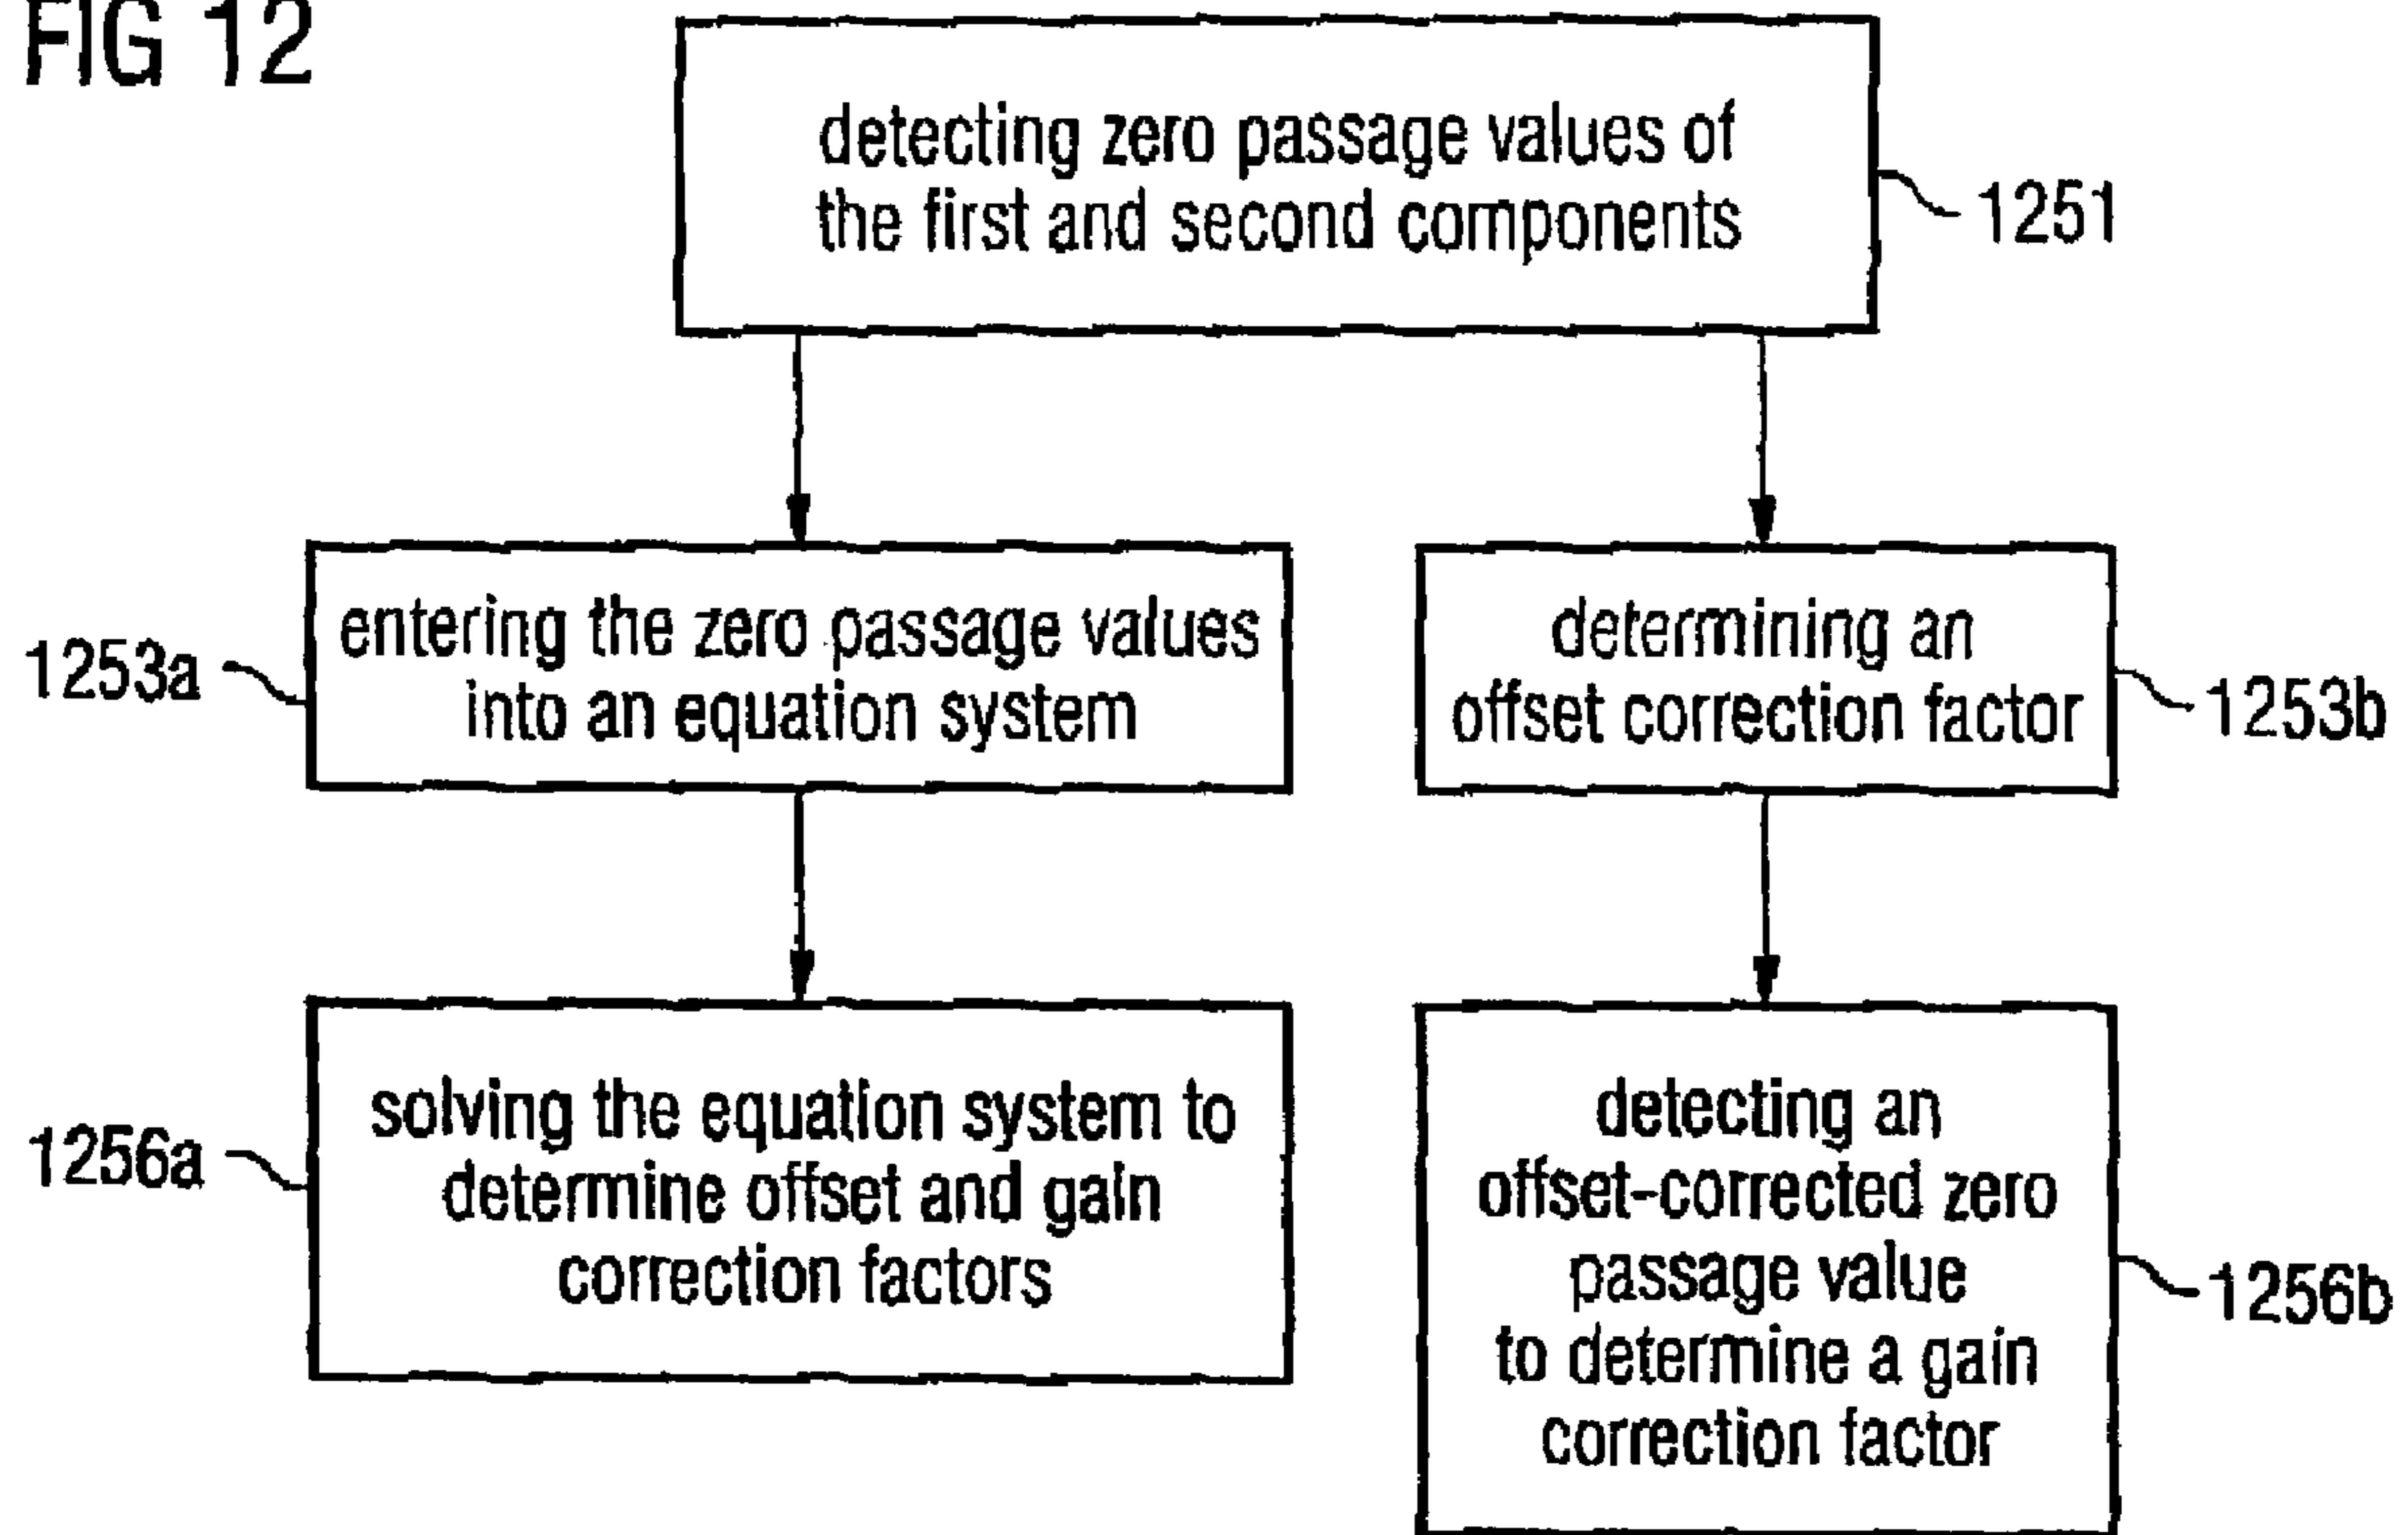 FIG 12
detecting zero passage values of
the first and second components
1251
entering the zero passage values
into an equation system
1253a
determining an
offset correction factor
1253b
solving the equation system to
determine offset and gain
correction factors
1256a
detecting an
offset-corrected zero
passage value
to determine a gain
correction factor
1256b